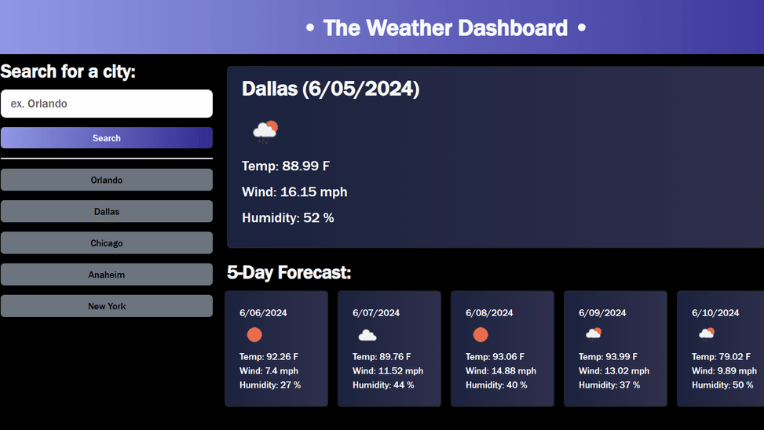 • The Weather Dashboard •
Search for a city:
ex. Orlando
Search
Orlando
Dallas
Chicago
Anaheim
New York
Dallas (6/05/2024)
Temp: 88.99 F
Wind: 16.15 mph
Humidity: 52 %
5-Day Forecast:
6/06/2024
Temp: 92.26 F
Wind: 7.4 mph
Humidity: 27 %
6/07/2024
Temp: 89.76 F
Wind: 11.52 mph
Humidity: 44 %
6/08/2024
Temp: 93.06 F
Wind: 14.88 mph
Humidity: 40 %
6/09/2024
Temp: 93.99 F
Wind: 13.02 mph
Humidity: 37 %
6/10/2024
Temp: 79.02 F
Wind: 9.89 mph
Humidity: 50 %